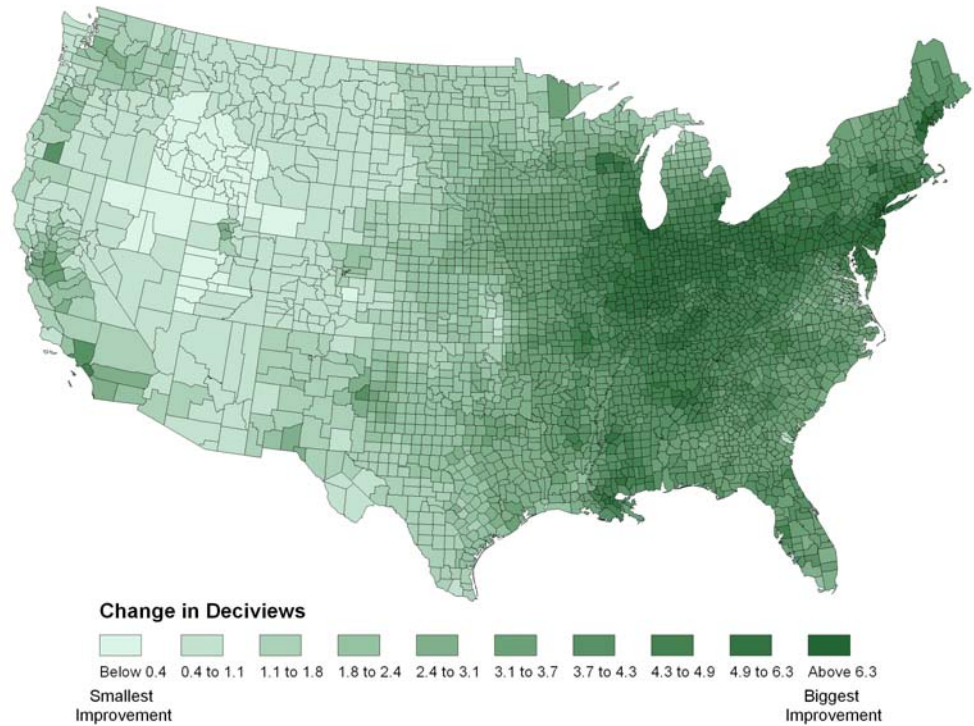 Change in Deciviews
Below 0.4 0.4 to 1.1 1.1 to 1.8 1.8 to 2.4 2.4 to 3.1 3.1 to 3.7 3.7 to 4.3 4.3 to 4.9 4.9 to 6.3 Above 6.3
Smallest Biggest
Improvement Improvement